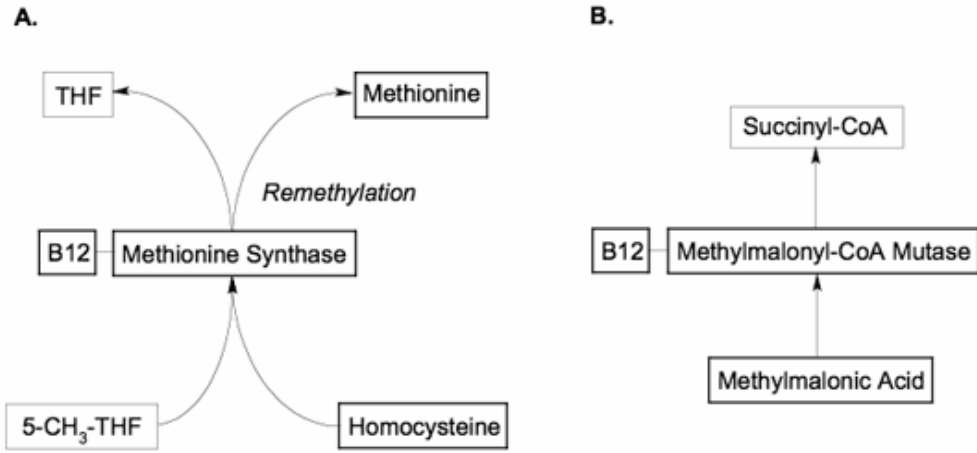 A.
THF
Methionine
Remethylation
B12
Methionine Synthase
5-CH₃-THF
Homocysteine
B.
Succinyl-CoA
B12
Methylmalonyl-CoA Mutase
Methylmalonic Acid